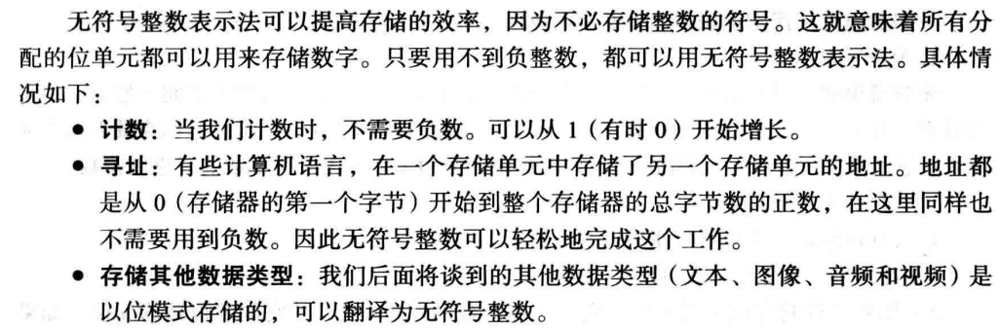 无符号整数表示法可以提高存储的效率，因为不必存储整数的符号。这就意味着所有分
配的位单元都可以用来存储数字。只要用不到负整数，都可以用无符号整数表示法。具体情
况如下：
● 计数：当我们计数时，不需要负数。可以从 1（有时 0）开始增长。
● 寻址：有些计算机语言，在一个存储单元中存储了另一个存储单元的地址。地址都
是从 0（存储器的第一个字节）开始到整个存储器的总字节数的正数，在这里同样也
不需要用到负数。因此无符号整数可以轻松地完成这个工作。
● 存储其他数据类型：我们后面将谈到的其他数据类型（文本、图像、音频和视频）是
以位模式存储的，可以翻译为无符号整数。